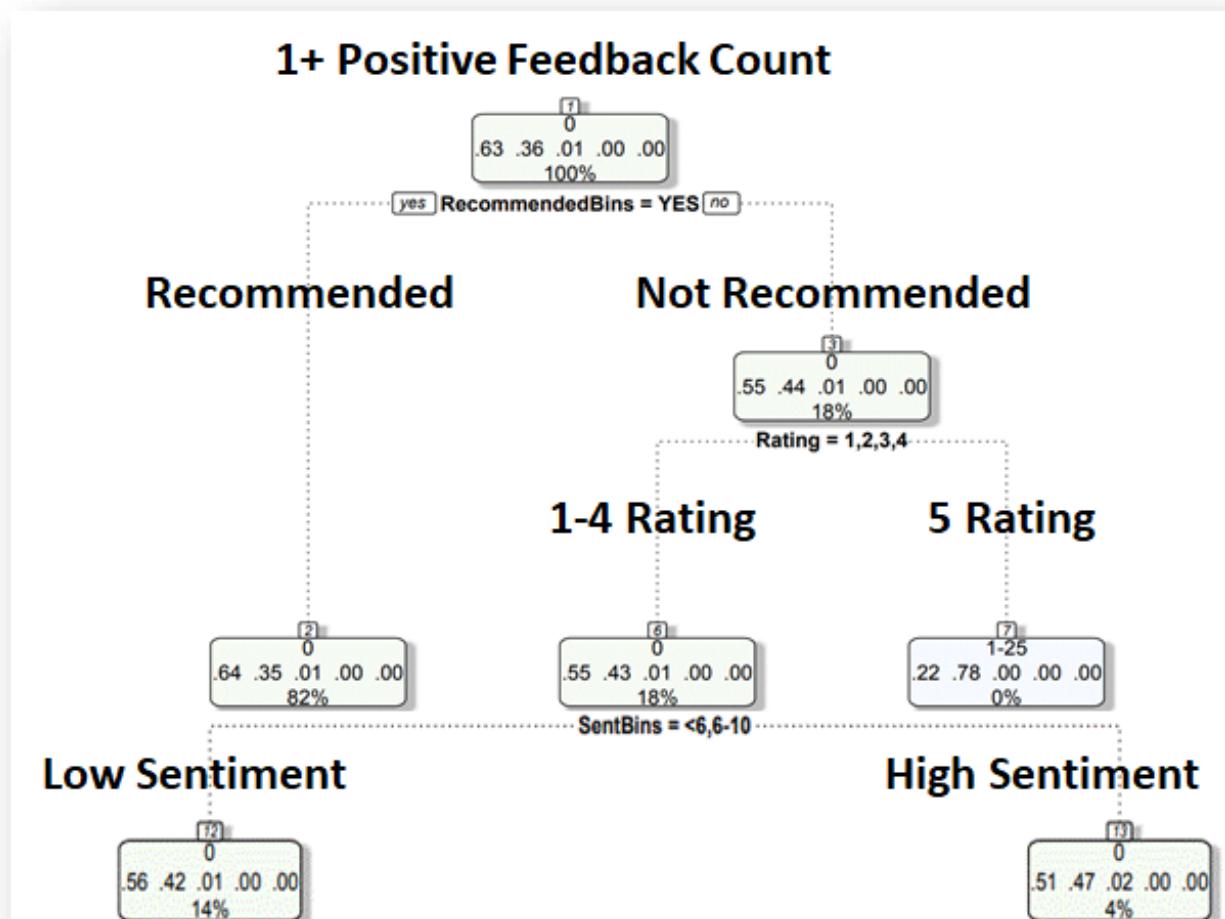 1+ Positive Feedback Count
1
0
.63 .36 .01 .00 .00
100%
yes RecommendedBins = YES no
Recommended
Not Recommended
3
0
.55 .44 .01 .00 .00
18%
Rating = 1,2,3,4
1-4 Rating
5 Rating
2
0
.64 .35 .01 .00 .00
82%
6
0
.55 .43 .01 .00 .00
18%
7
1-25
.22 .78 .00 .00 .00
0%
SentBins = <6,6-10
Low Sentiment
High Sentiment
12
0
.56 .42 .01 .00 .00
14%
13
0
.51 .47 .02 .00 .00
4%